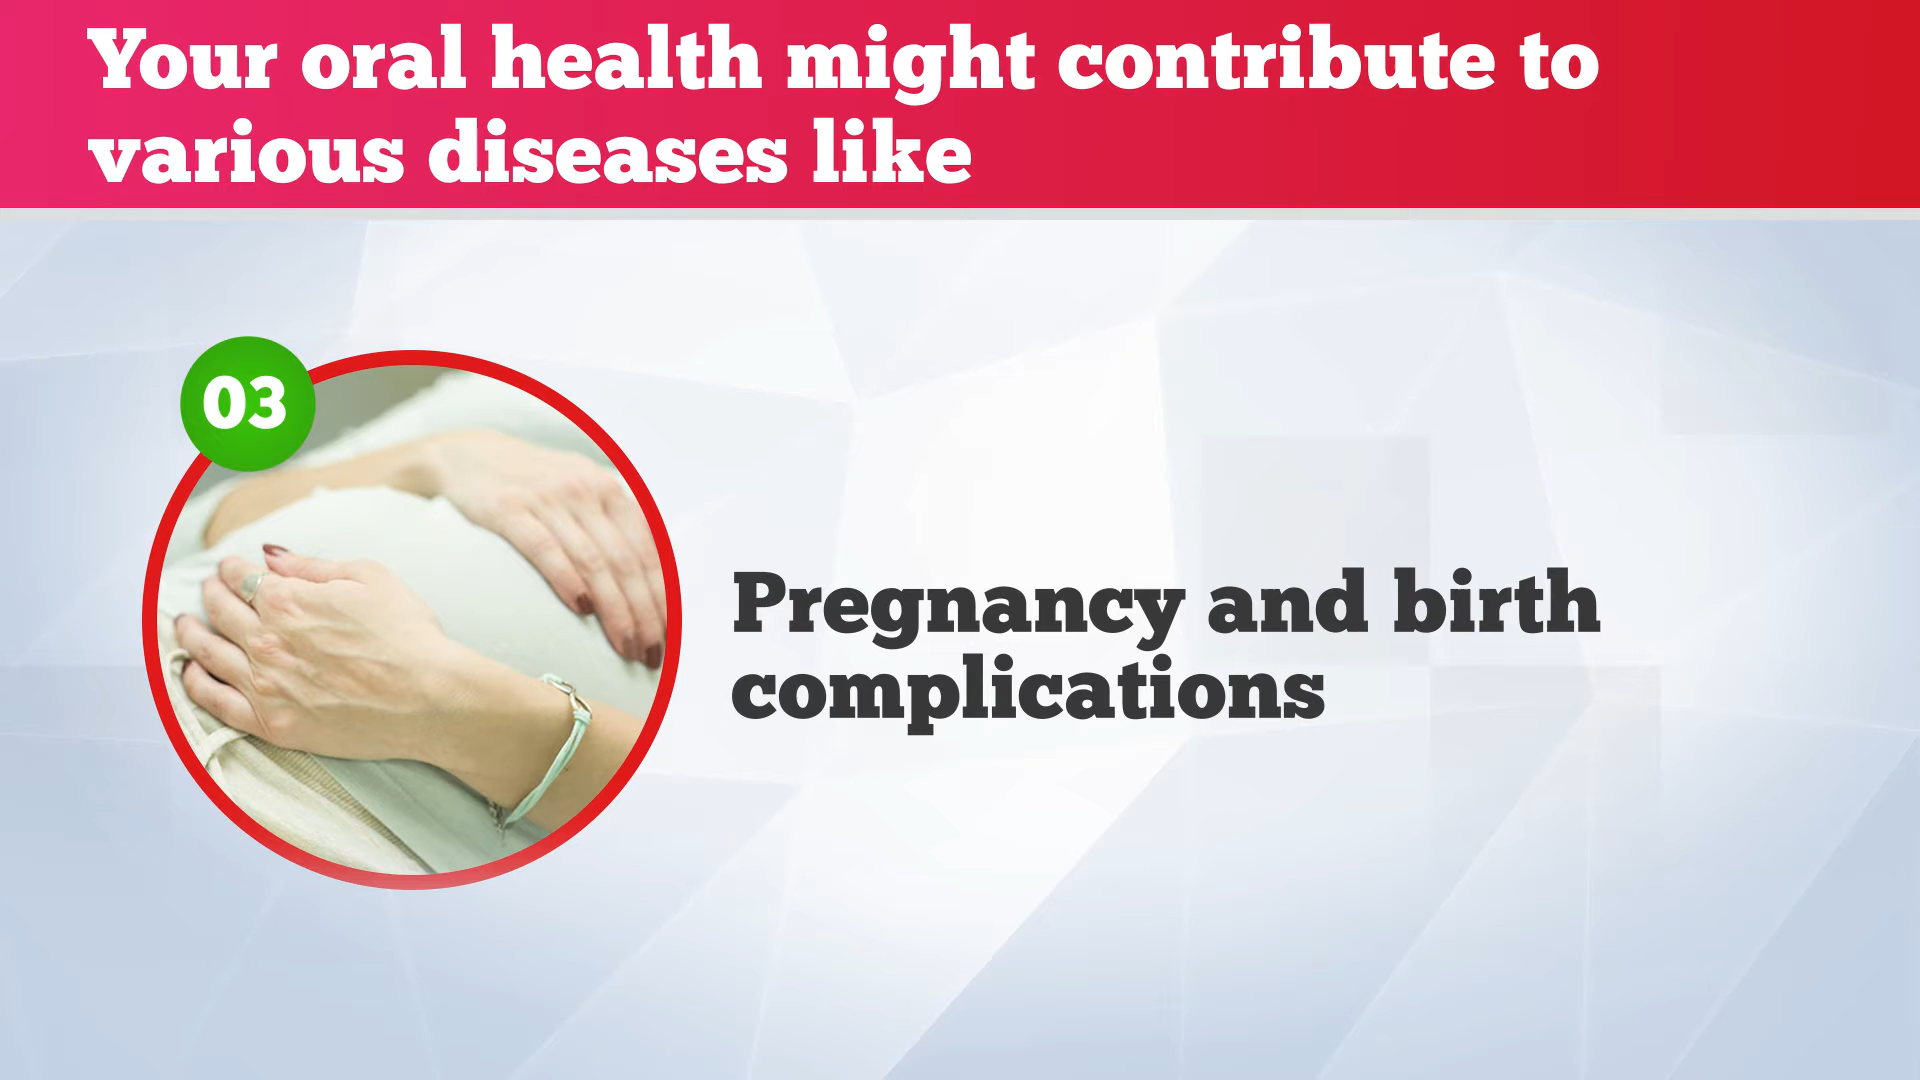 Your oral health might contribute to
various diseases like
03
Pregnancy and birth
complications